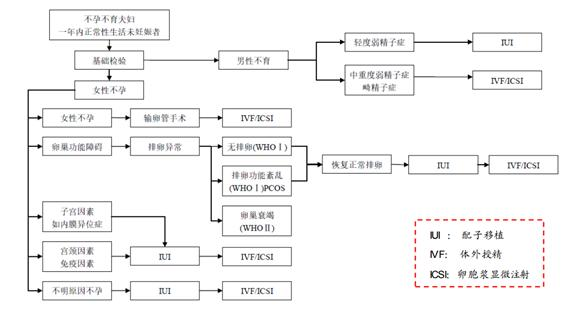 不孕不育夫妇
一年内正常性生活未妊娠者
基础检验
男性不育
轻度弱精子症
IUI
中重度弱精子症
畸精子症
IVF/ICSI
女性不孕
女性不孕
输卵管手术
IVF/ICSI
卵巢功能障碍
排卵异常
无排卵(WHOⅠ)
排卵功能紊乱
(WHOⅠ)PCOS
卵巢衰竭
(WHOⅡ)
恢复正常排卵
IUI
IVF/ICSI
子宫因素
如内膜异位症
宫颈因素
免疫因素
IUI
IVF/ICSI
不明原因不孕
IUI
IVF/ICSI
IUI ： 配子移植
IVF: 体外授精
ICSI: 卵胞浆显微注射